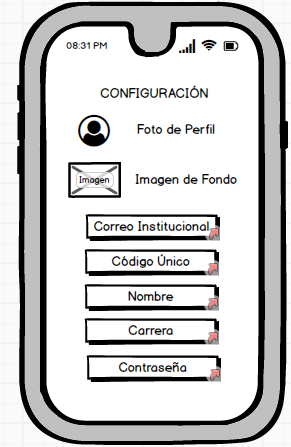 08:31 PM
CONFIGURACIÓN
Foto de Perfil
Imagen
Imagen de Fondo
Correo Institucional
Código Único
Nombre
Carrera
Contraseña